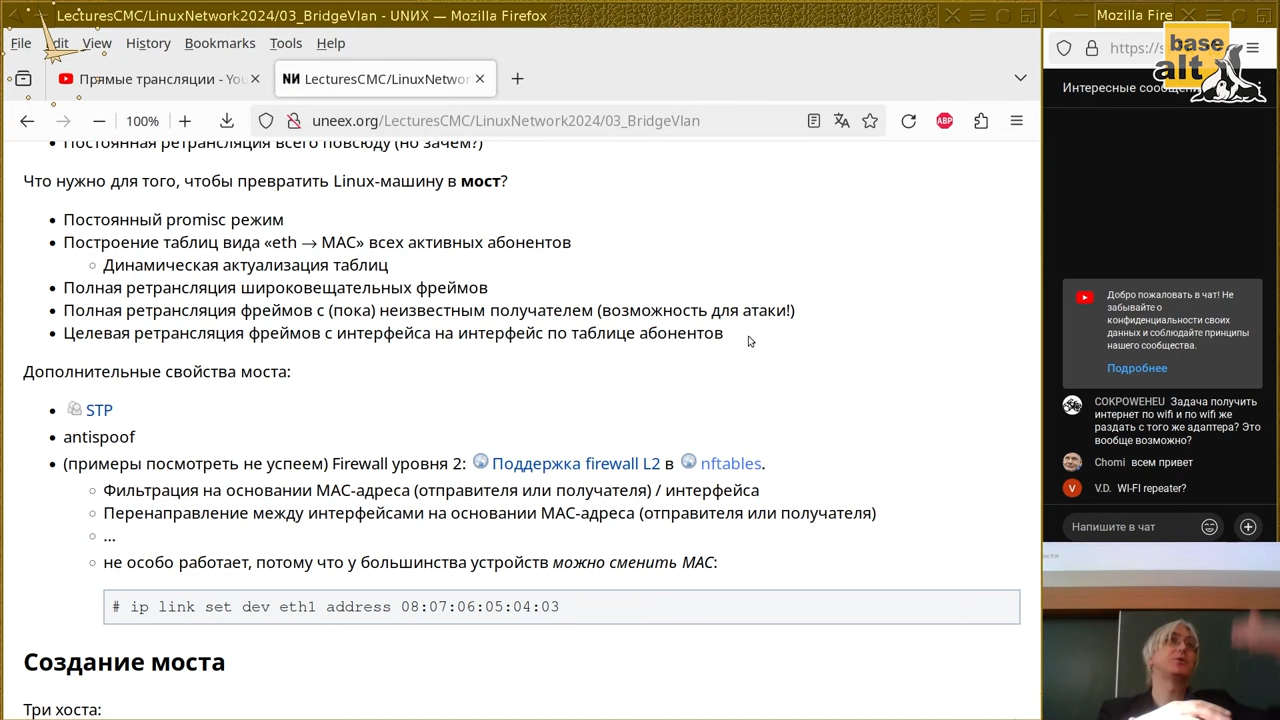 LecturesCMC/LinuxNetwork2024/03_BridgeVlan - UNИX — Mozilla Firefox
Mozilla Fire
File Edit View History Bookmarks Tools Help
Прямые трансляции - You
NИ LecturesCMC/LinuxNetwor
100%
uneex.org/LecturesCMC/LinuxNetwork2024/03_BridgeVlan
ABP
https://s
base
alt
Интересные сообщен
Постоянная ретрансляция всего повсюду (но зачем?)
Что нужно для того, чтобы превратить Linux-машину в мост?
Постоянный promisc режим
Построение таблиц вида «eth → MAC» всех активных абонентов
Динамическая актуализация таблиц
Полная ретрансляция широковещательных фреймов
Полная ретрансляция фреймов с (пока) неизвестным получателем (возможность для атаки!)
Целевая ретрансляция фреймов с интерфейса на интерфейс по таблице абонентов
Дополнительные свойства моста:
STP
antispoof
(примеры посмотреть не успеем) Firewall уровня 2: Поддержка firewall L2 в nftables.
Фильтрация на основании MAC-адреса (отправителя или получателя) / интерфейса
Перенаправление между интерфейсами на основании MAC-адреса (отправителя или получателя)
...
не особо работает, потому что у большинства устройств можно сменить MAC:
# ip link set dev eth1 address 08:07:06:05:04:03
Создание моста
Три хоста:
Добро пожаловать в чат! Не
забывайте о
конфиденциальности своих
данных и соблюдайте принципы
нашего сообщества.
Подробнее
COKPOWEHEU Задача получить
интернет по wifi и по wifi же
раздать с того же адаптера? Это
вообще возможно?
Chomi всем привет
V V.D. WI-FI repeater?
Напишите в чат